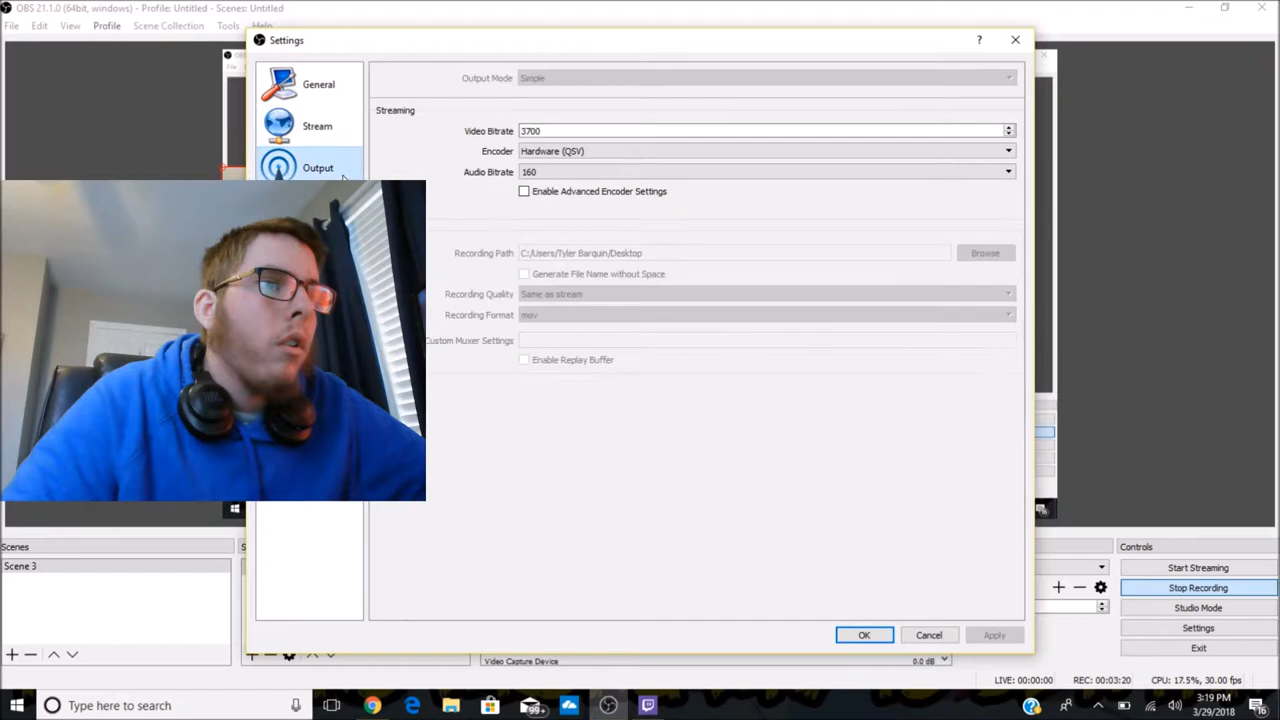 OBS 21.1.0 (64bit, windows) - Profile: Untitled - Scenes: Untitled
File Edit View Profile Scene Collection Tools Help
Settings
General
Stream
Output
Output Mode Simple
Streaming
Video Bitrate 3700
Encoder Hardware (QSV)
Audio Bitrate 160
Enable Advanced Encoder Settings
Recording Path C:/Users/Tyler Barquin/Desktop Browse
Generate File Name without Space
Recording Quality Same as stream
Recording Format mov
Custom Muxer Settings
Enable Replay Buffer
JBL
OK Cancel Apply
Scenes
Scene 3
Video Capture Device 0.0 dB
Controls
Start Streaming
Stop Recording
Studio Mode
Settings
Exit
LIVE: 00:00:00 REC: 00:03:20 CPU: 17.5%, 30.00 fps
Type here to search
99+
3:19 PM
3/29/2018
16